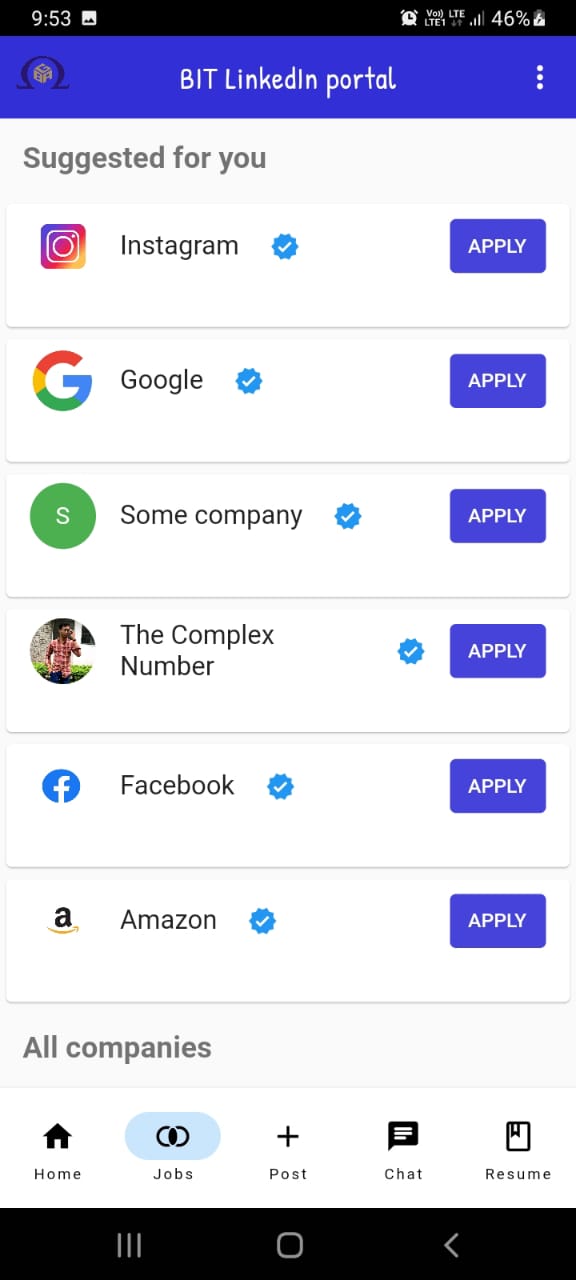 9:53
Vo) LTE 46%
LTE1
BIT LinkedIn portal
Suggested for you
Instagram APPLY
Google APPLY
S Some company APPLY
The Complex
Number APPLY
Facebook APPLY
a Amazon APPLY
All companies
Home Jobs Post Chat Resume